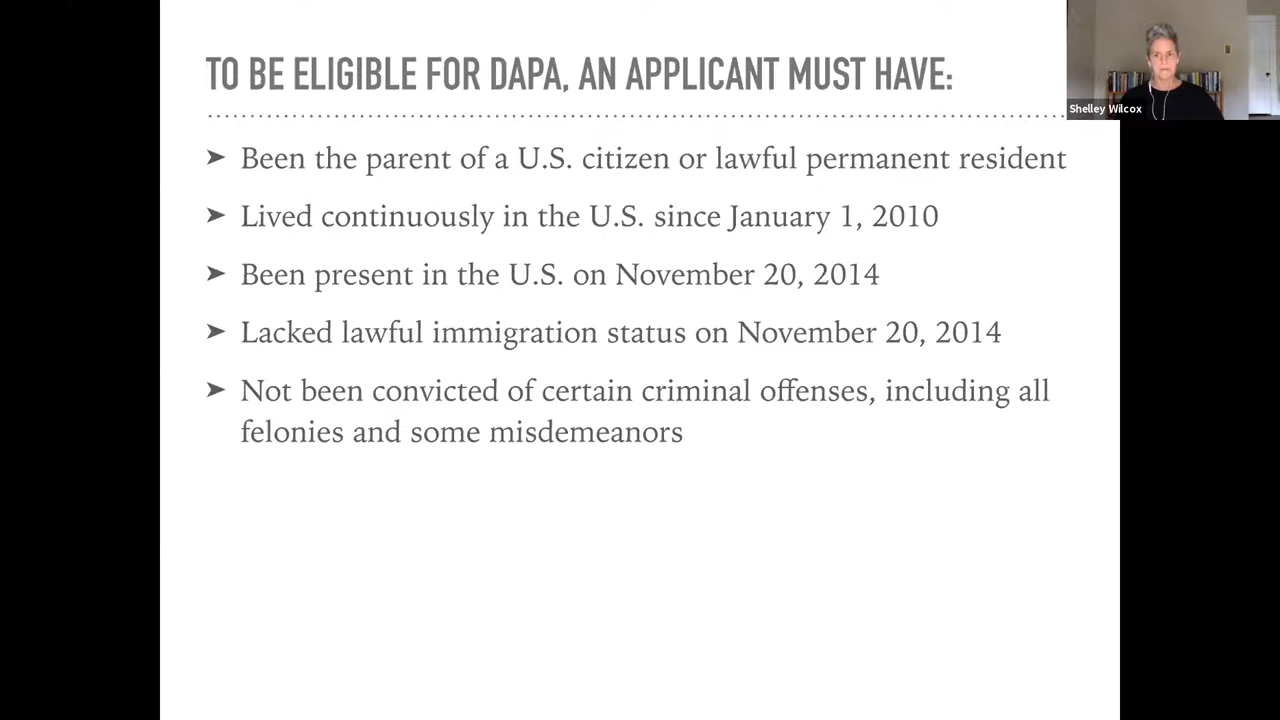 TO BE ELIGIBLE FOR DAPA, AN APPLICANT MUST HAVE:
Shelley Wilcox
➤ Been the parent of a U.S. citizen or lawful permanent resident
➤ Lived continuously in the U.S. since January 1, 2010
➤ Been present in the U.S. on November 20, 2014
➤ Lacked lawful immigration status on November 20, 2014
➤ Not been convicted of certain criminal offenses, including all
felonies and some misdemeanors